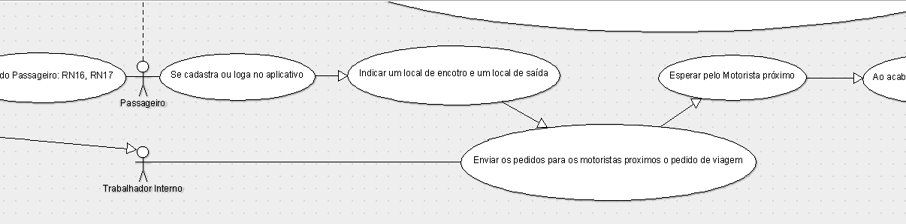 do Passageiro: RN16, RN17
Passageiro
Se cadastra ou loga no aplicativo
Indicar um local de encotro e um local de saída
Esperar pelo Motorista próximo
Ao acab
Trabalhador Interno
Enviar os pedidos para os motoristas proximos o pedido de viagem